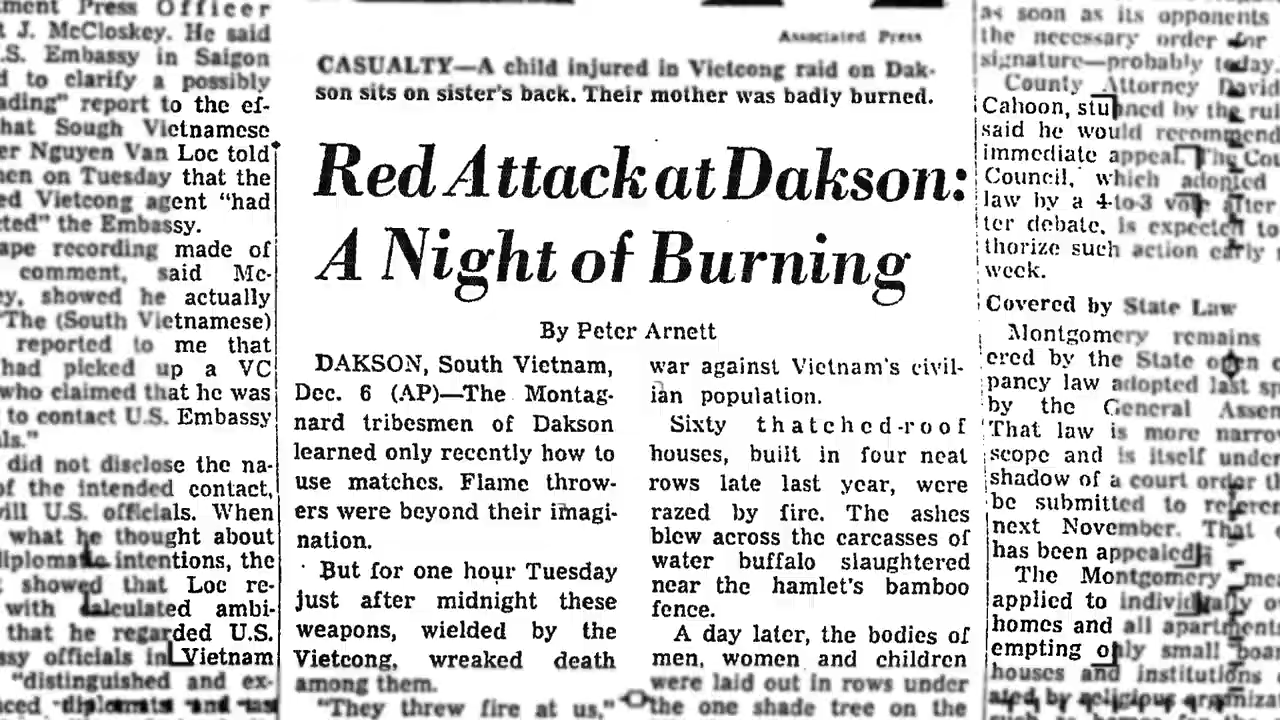 ment Press Officer
t J. McCloskey. He said
.S. Embassy in Saigon
d to clarify a possibly
ading" report to the ef-
hat Sough Vietnamese
er Nguyen Van Loc told
en on Tuesday that the
ed Vietcong agent "had
ted" the Embassy.
ape recording made of
comment, said Mc-
ey, showed he actually
"The (South Vietnamese)
reported to me that
had picked up a VC
who claimed that he was
to contact U.S. Embassy
als."
did not disclose the na-
of the intended contact,
vill U.S. officials. When
what he thought about
intentions, the
showed that Loc re-
with calculated ambi-
that he regarded U.S.
ssy officials in Vietnam
"distinguished and ex-
diplomats and
Associated Press
CASUALTY—A child injured in Vietcong raid on Dak-
son sits on sister's back. Their mother was badly burned.
Red Attack at Dakson:
A Night of Burning
By Peter Arnett
DAKSON, South Vietnam,
Dec. 6 (AP)—The Montag-
nard tribesmen of Dakson
learned only recently how to
use matches. Flame throw-
ers were beyond their imagi-
nation.
But for one hour Tuesday
just after midnight these
weapons, wielded by the
Vietcong, wreaked death
among them.
"They threw fire at us,"
war against Vietnam's civil-
ian population.
Sixty thatched-roof
houses, built in four neat
rows late last year, were
razed by fire. The ashes
blew across the carcasses of
water buffalo slaughtered
near the hamlet's bamboo
fence.
A day later, the bodies of
men, women and children
were laid out in rows under
the one shade tree on the
as soon as its opponents
the necessary order for
signature—probably today.
County Attorney David
Cahoon, stunned by the rul
said he would recommend
immediate appeal. The Cou
Council, which adopted
law by a 4-to-3 vote after
ter debate, is expected to
thorize such action early
week.
Covered by State Law
Montgomery remains
ered by the State open
pancy law adopted last sp
by the General Assem
That law is more narro
scope and is itself under
shadow of a court order th
be submitted to referen
next November. That
has been appealed.
The Montgomery
applied to individually o
homes and all apartments
empting only small boar
houses and institutions
ated by religious organiza